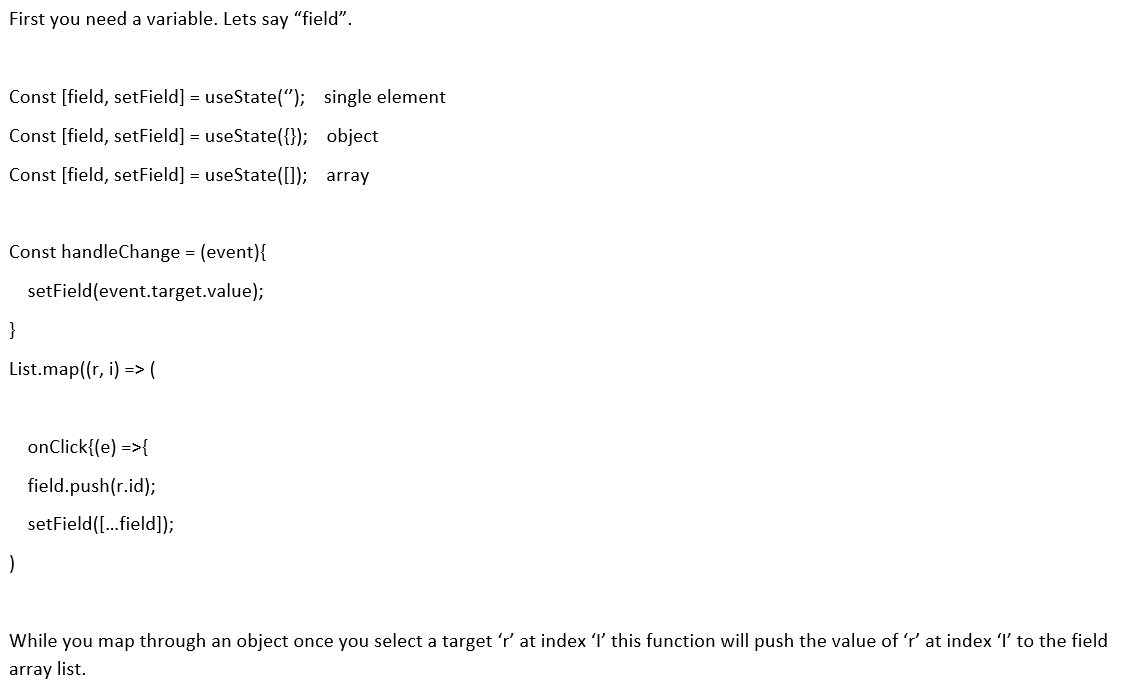 First you need a variable. Lets say “field”.
Const [field, setField] = useState(‘’); single element
Const [field, setField] = useState({}); object
Const [field, setField] = useState([]); array
Const handleChange = (event){
setField(event.target.value);
}
List.map((r, i) => (
onClick{(e) =>{
field.push(r.id);
setField([…field]);
)
While you map through an object once you select a target ‘r’ at index ‘I’ this function will push the value of ‘r’ at index ‘I’ to the field
array list.